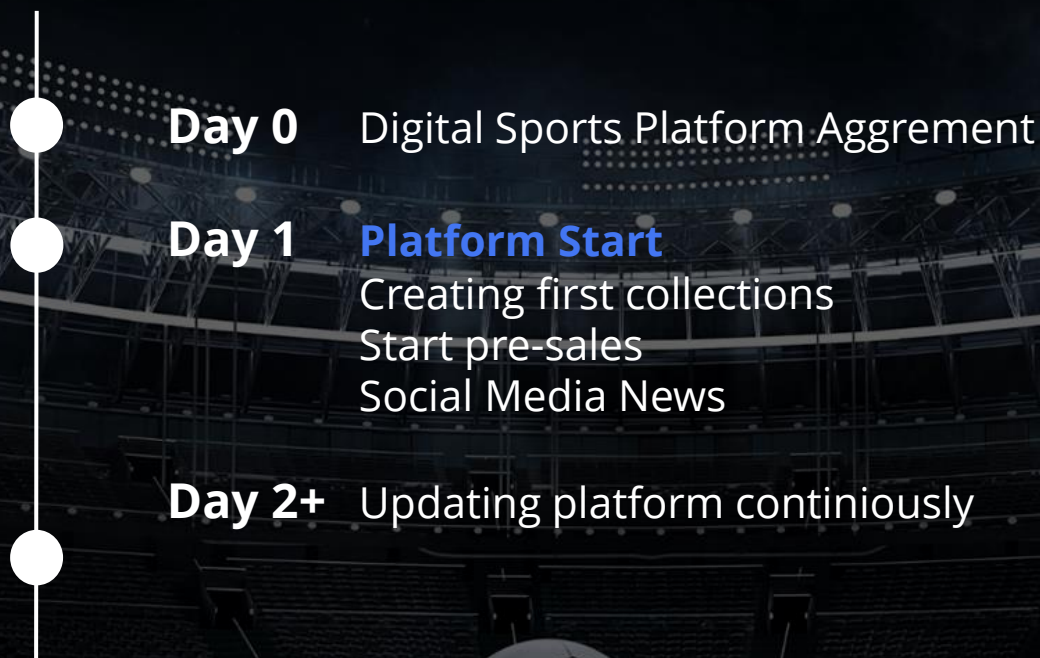 Day 0 Digital Sports Platform Aggrement
Day 1 Platform Start
Creating first collections
Start pre-sales
Social Media News
Day 2+ Updating platform continiously